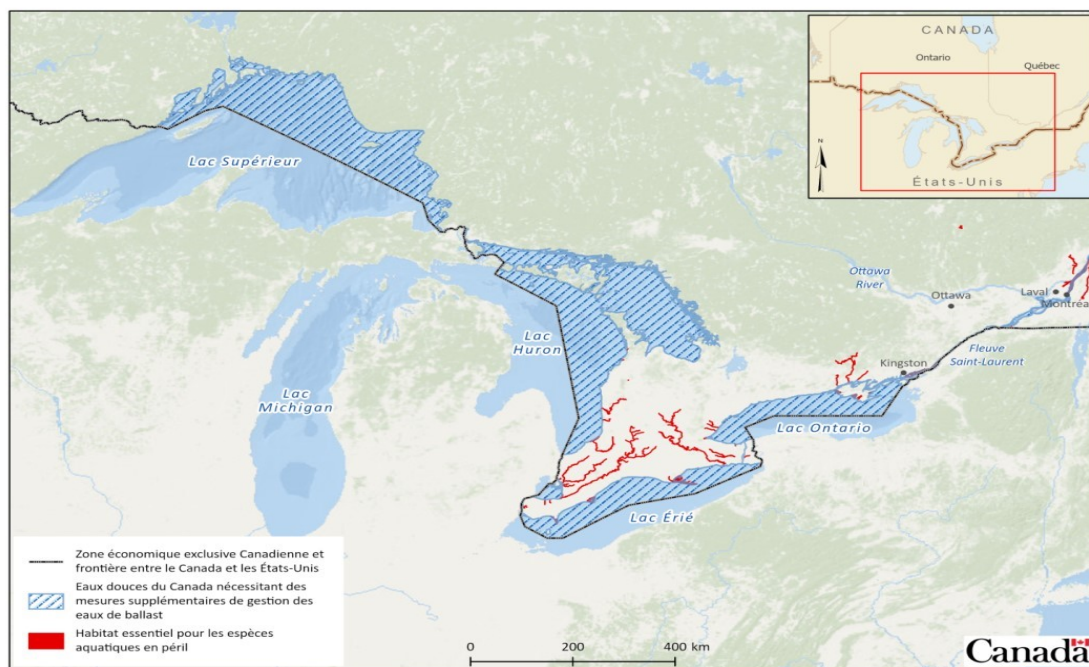 CANADA
Ontario
Québec
N
États-Unis
Lac Supérieur
Ottawa
River
Ottawa
Laval
Montréa
Lac
Huron
Fleuve
Saint-Laurent
Kingston
Lac
Michigan
Lac Ontario
Lac Érié
Zone économique exclusive Canadienne et
frontière entre le Canada et les États-Unis
Eaux douces du Canada nécessitant des
mesures supplémentaires de gestion des
eaux de ballast
Habitat essentiel pour les espèces
aquatiques en péril
0 200 400 km
Canada